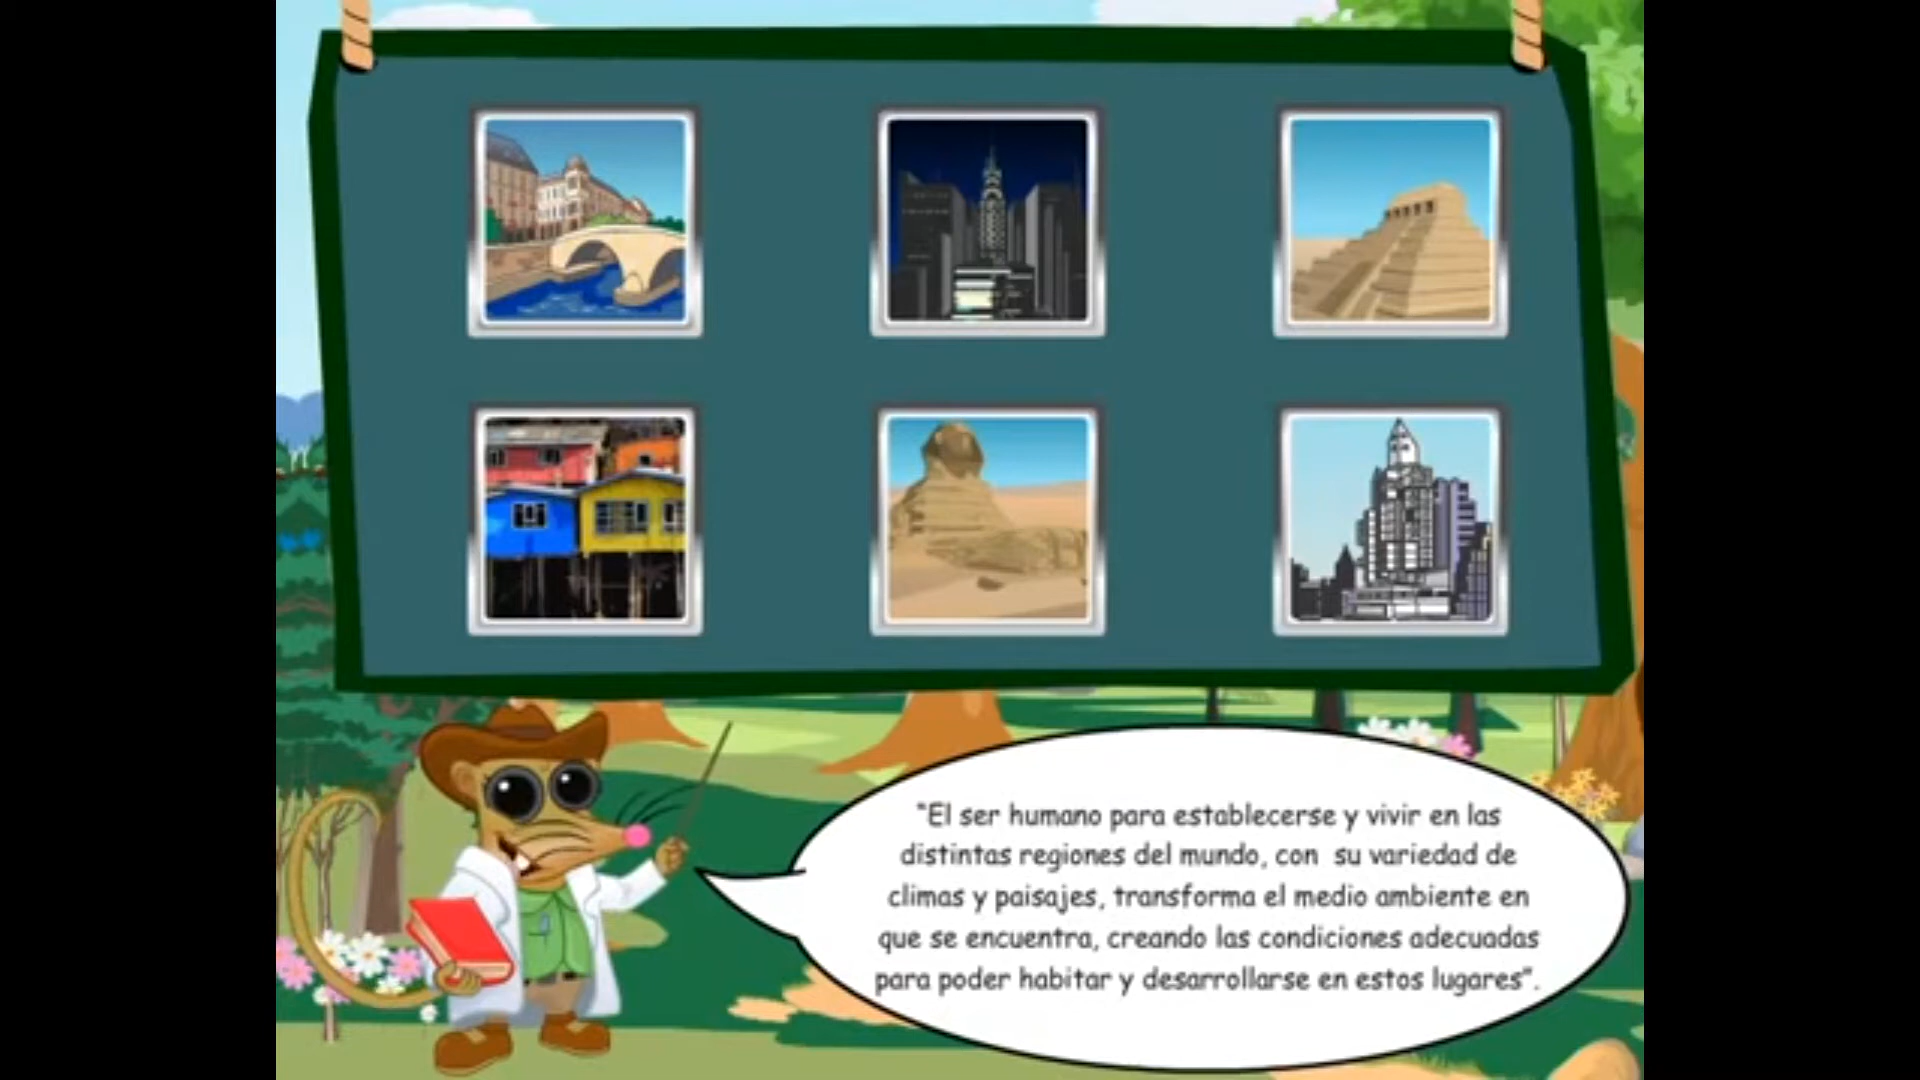 “El ser humano para establecerse y vivir en las
distintas regiones del mundo, con su variedad de
climas y paisajes, transforma el medio ambiente en
que se encuentra, creando las condiciones adecuadas
para poder habitar y desarrollarse en estos lugares”.